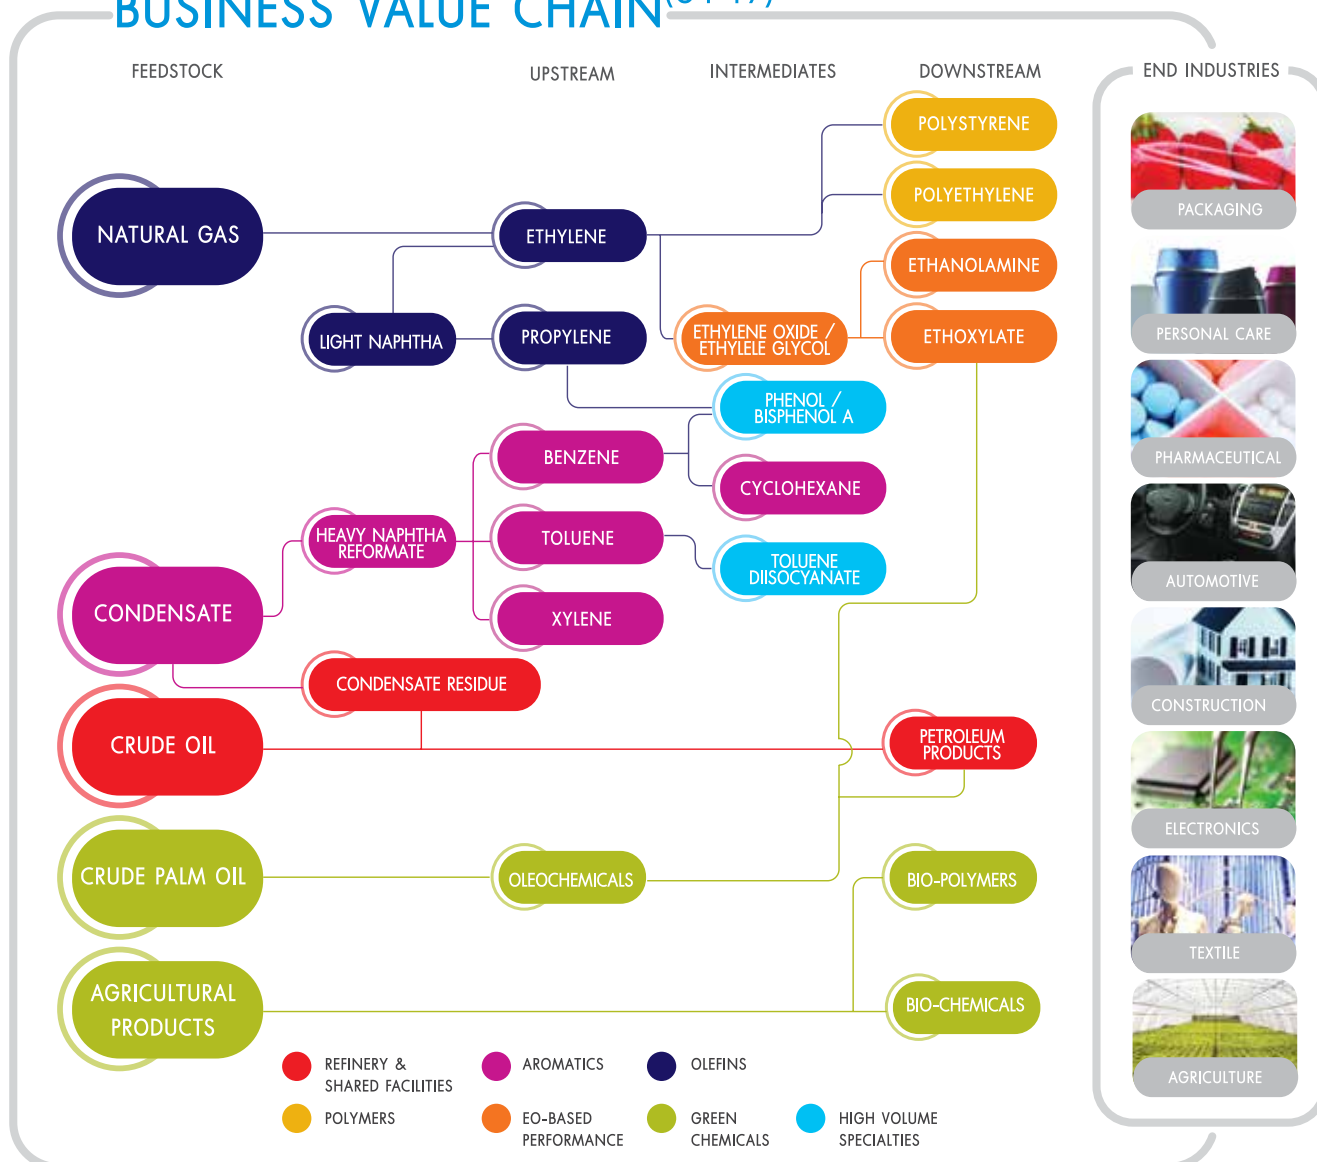 BUSINESS VALUE CHAIN
FEEDSTOCK
UPSTREAM
INTERMEDIATES
DOWNSTREAM
END INDUSTRIES
POLYSTYRENE
POLYETHYLENE
NATURAL GAS
ETHYLENE
ETHANOLAMINE
LIGHT NAPHTHA
PROPYLENE
ETHYLENE OXIDE /
ETHYLELE GLYCOL
ETHOXYLATE
PHENOL /
BISPHENOL A
BENZENE
CYCLOHEXANE
HEAVY NAPHTHA
REFORMATE
TOLUENE
TOLUENE
DIISOCYANATE
CONDENSATE
XYLENE
CONDENSATE RESIDUE
CRUDE OIL
PETROLEUM
PRODUCTS
CRUDE PALM OIL
OLEOCHEMICALS
BIO-POLYMERS
AGRICULTURAL
PRODUCTS
BIO-CHEMICALS
PACKAGING
PERSONAL CARE
PHARMACEUTICAL
AUTOMOTIVE
CONSTRUCTION
ELECTRONICS
TEXTILE
AGRICULTURE
REFINERY &
SHARED FACILITIES
AROMATICS
OLEFINS
POLYMERS
EO-BASED
PERFORMANCE
GREEN
CHEMICALS
HIGH VOLUME
SPECIALTIES